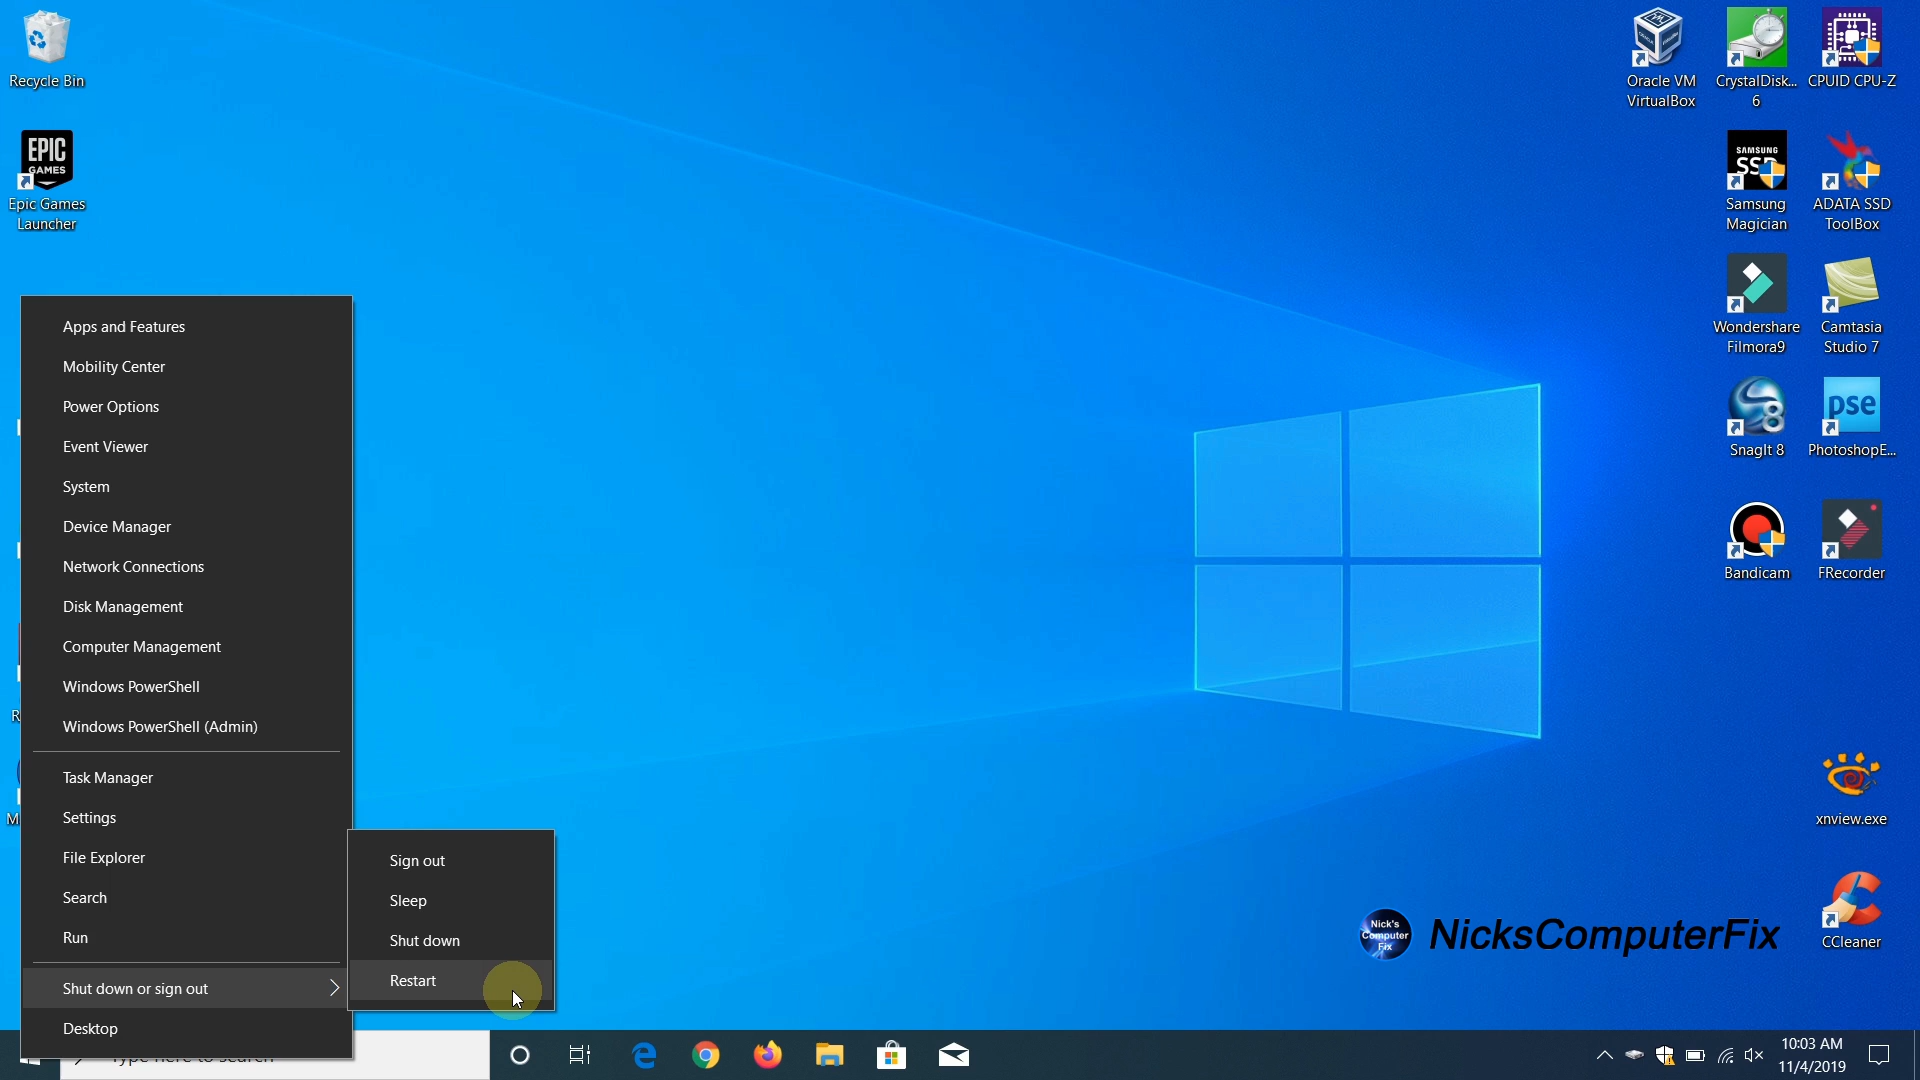 Recycle Bin
EPIC
GAMES
Epic Games
Launcher
Oracle VM
VirtualBox
CrystalDisk...
6
CPUID CPU-Z
SAMSUNG
SSD
Samsung
Magician
ADATA SSD
ToolBox
Wondershare
Filmora9
Camtasia
Studio 7
8
SnagIt 8
pse
PhotoshopE...
Bandicam
FRecorder
xnview.exe
CCleaner
Apps and Features
Mobility Center
Power Options
Event Viewer
System
Device Manager
Network Connections
Disk Management
Computer Management
Windows PowerShell
Windows PowerShell (Admin)
Task Manager
Settings
File Explorer
Search
Run
Shut down or sign out
Desktop
Sign out
Sleep
Shut down
Restart
Nick's
Computer
Fix
NicksComputerFix
Type here to search
10:03 AM
11/4/2019